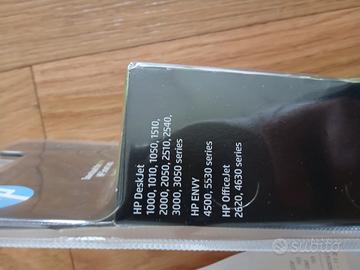 HP DeskJet
1000, 1010, 1050, 1510,
2000, 2050, 2510, 2540,
3000, 3050 series
HP ENVY
4500, 5530 series
HP OfficeJet
2620, 4630 series
subito